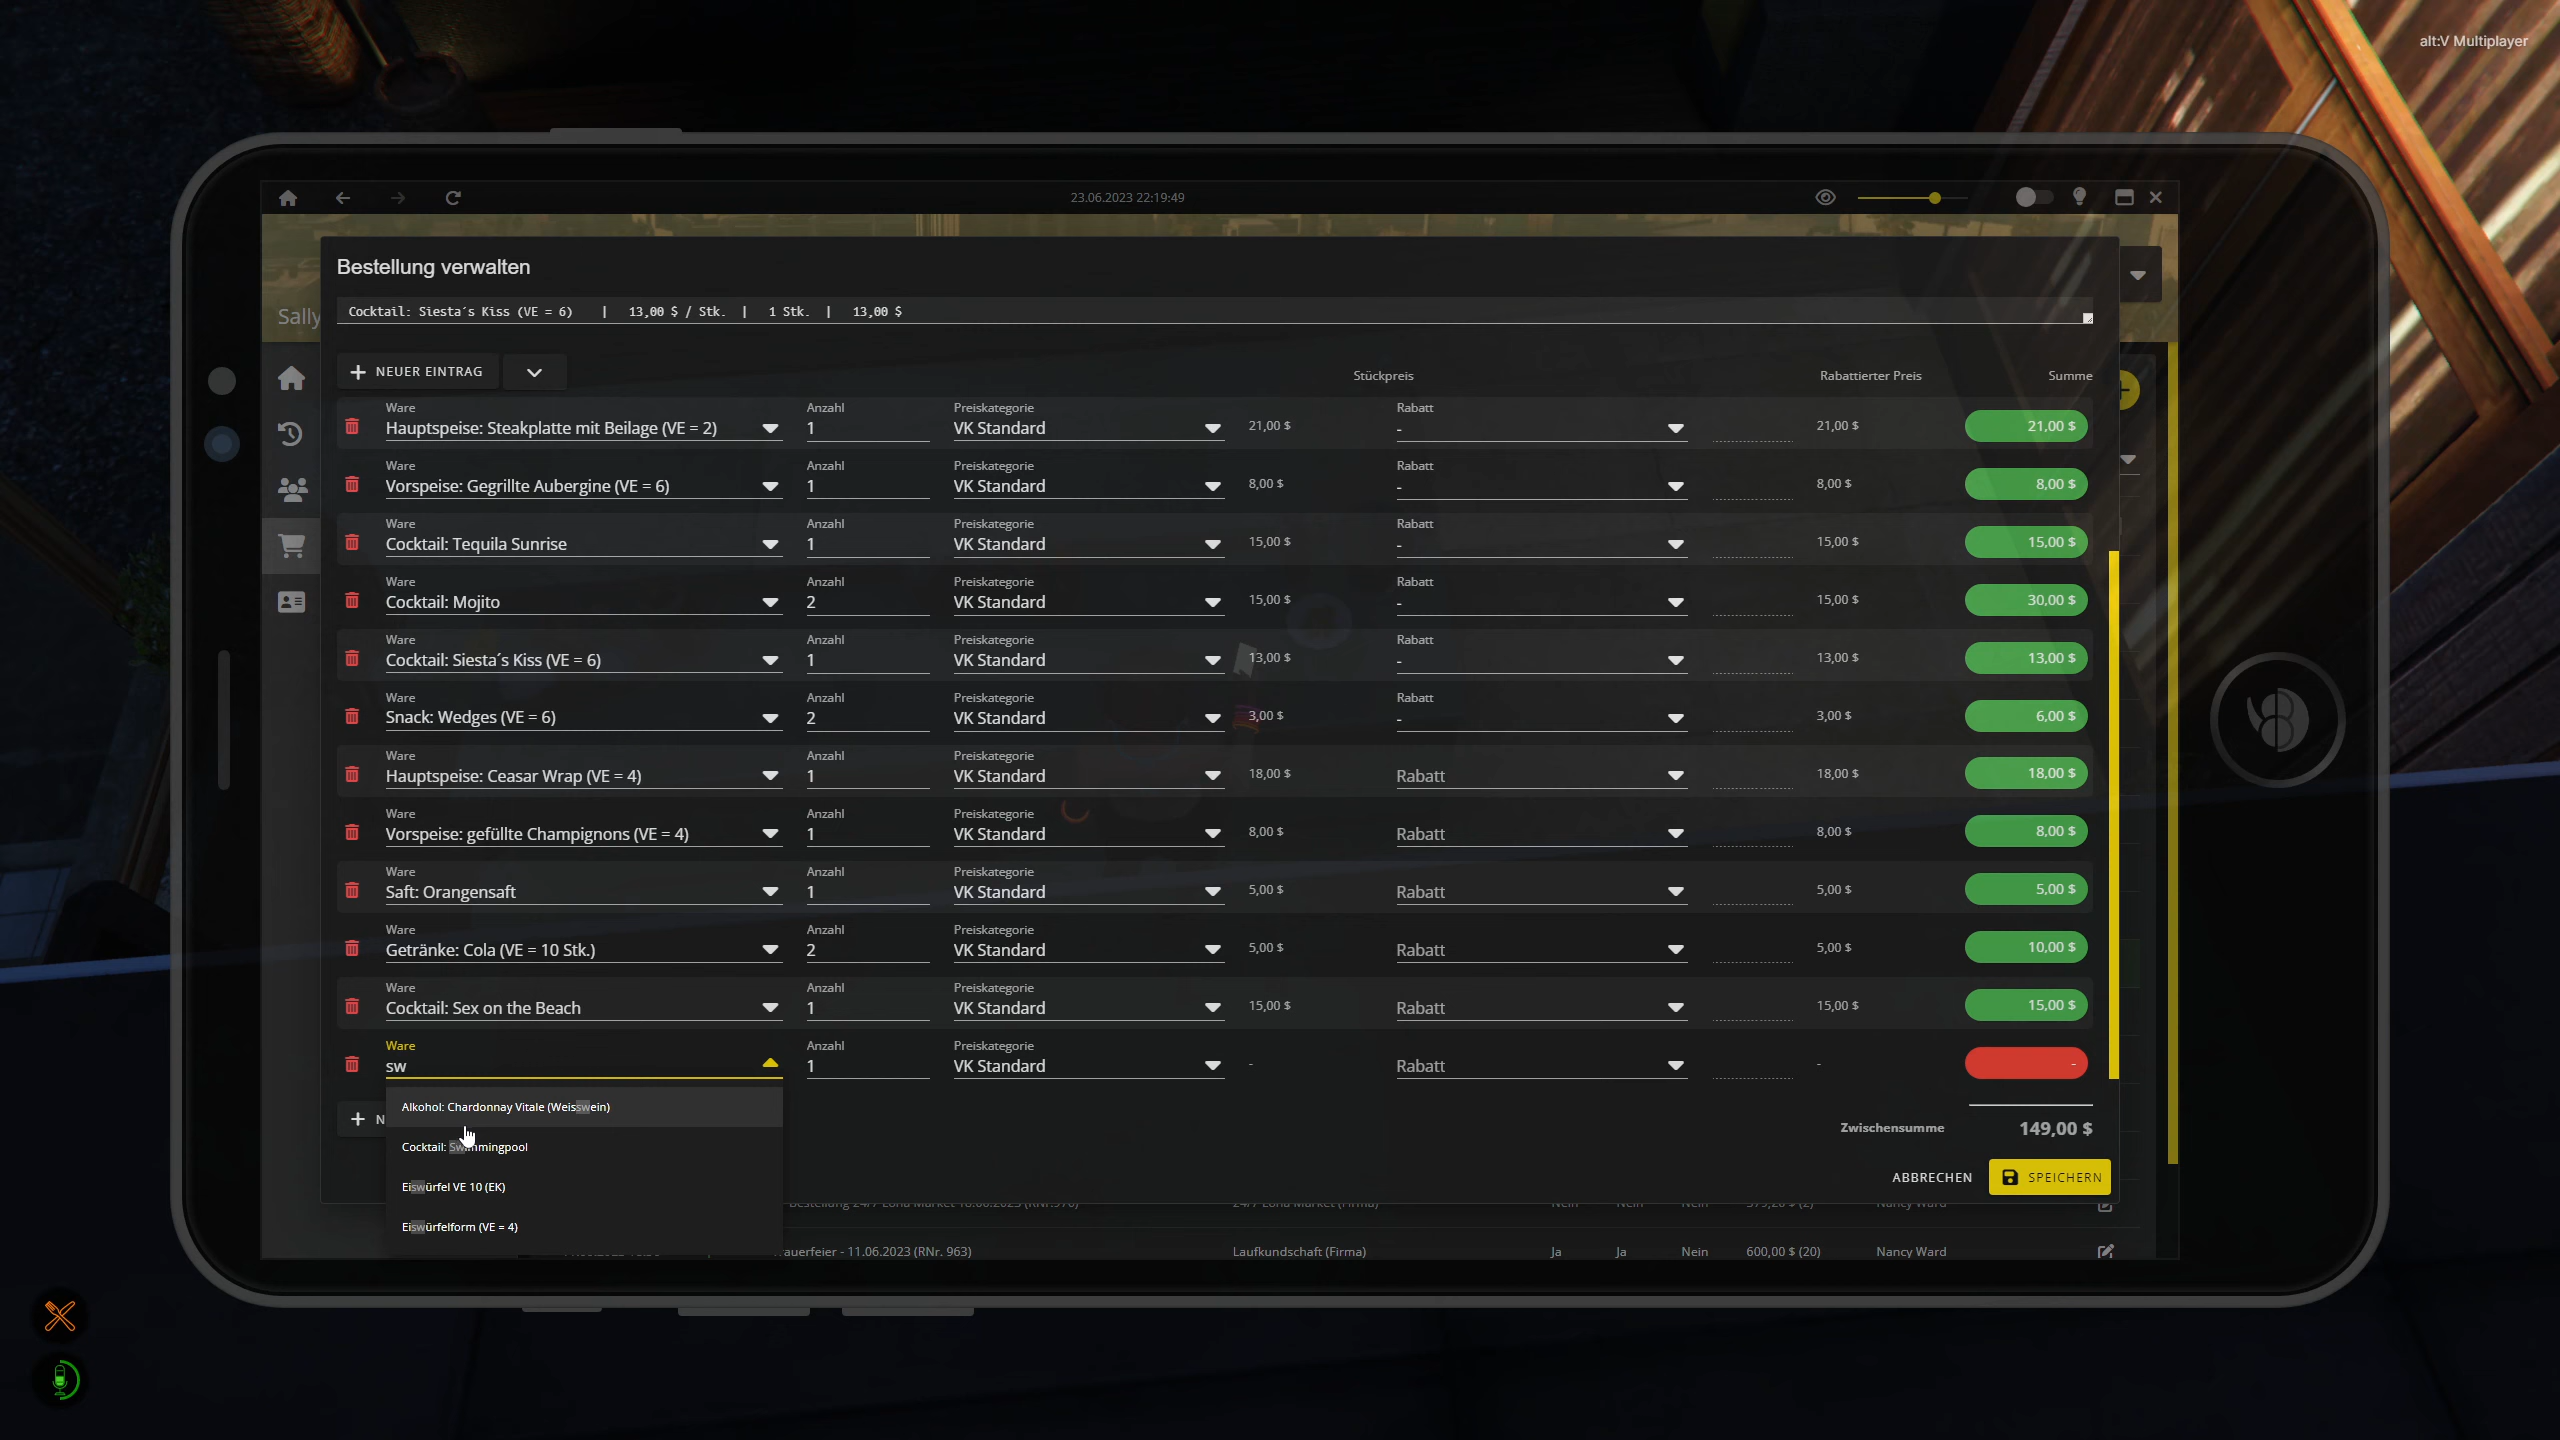 alt:V Multiplayer
23.06.2023 22:19:49
Sally
Bestellung verwalten
Cocktail: Siesta´s Kiss (VE = 6) | 13,00 $ / Stk. | 1 Stk. | 13,00 $
NEUER EINTRAG
Stückpreis Rabattierter Preis Summe
Ware Anzahl Preiskategorie Rabatt
Hauptspeise: Steakplatte mit Beilage (VE = 2) 1 VK Standard 21,00 $ - 21,00 $ 21,00 $
Ware Anzahl Preiskategorie Rabatt
Vorspeise: Gegrillte Aubergine (VE = 6) 1 VK Standard 8,00 $ - 8,00 $ 8,00 $
Ware Anzahl Preiskategorie Rabatt
Cocktail: Tequila Sunrise 1 VK Standard 15,00 $ - 15,00 $ 15,00 $
Ware Anzahl Preiskategorie Rabatt
Cocktail: Mojito 2 VK Standard 15,00 $ - 15,00 $ 30,00 $
Ware Anzahl Preiskategorie Rabatt
Cocktail: Siesta´s Kiss (VE = 6) 1 VK Standard 13,00 $ - 13,00 $ 13,00 $
Ware Anzahl Preiskategorie Rabatt
Snack: Wedges (VE = 6) 2 VK Standard 3,00 $ - 3,00 $ 6,00 $
Ware Anzahl Preiskategorie
Hauptspeise: Ceasar Wrap (VE = 4) 1 VK Standard 18,00 $ Rabatt 18,00 $ 18,00 $
Ware Anzahl Preiskategorie
Vorspeise: gefüllte Champignons (VE = 4) 1 VK Standard 8,00 $ Rabatt 8,00 $ 8,00 $
Ware Anzahl Preiskategorie
Saft: Orangensaft 1 VK Standard 5,00 $ Rabatt 5,00 $ 5,00 $
Ware Anzahl Preiskategorie
Getränke: Cola (VE = 10 Stk.) 2 VK Standard 5,00 $ Rabatt 5,00 $ 10,00 $
Ware Anzahl Preiskategorie
Cocktail: Sex on the Beach 1 VK Standard 15,00 $ Rabatt 15,00 $ 15,00 $
Ware Anzahl Preiskategorie
sw 1 VK Standard - Rabatt - -
Alkohol: Chardonnay Vitale (Weisswein)
N
Zwischensumme 149,00 $
Cocktail: Swimmingpool
ABBRECHEN SPEICHERN
Eiswürfel VE 10 (EK)
Eiswürfelform (VE = 4)
auerfeier - 11.06.2023 (RNr. 963) Laufkundschaft (Firma) Ja Ja Nein 600,00 $ (20) Nancy Ward